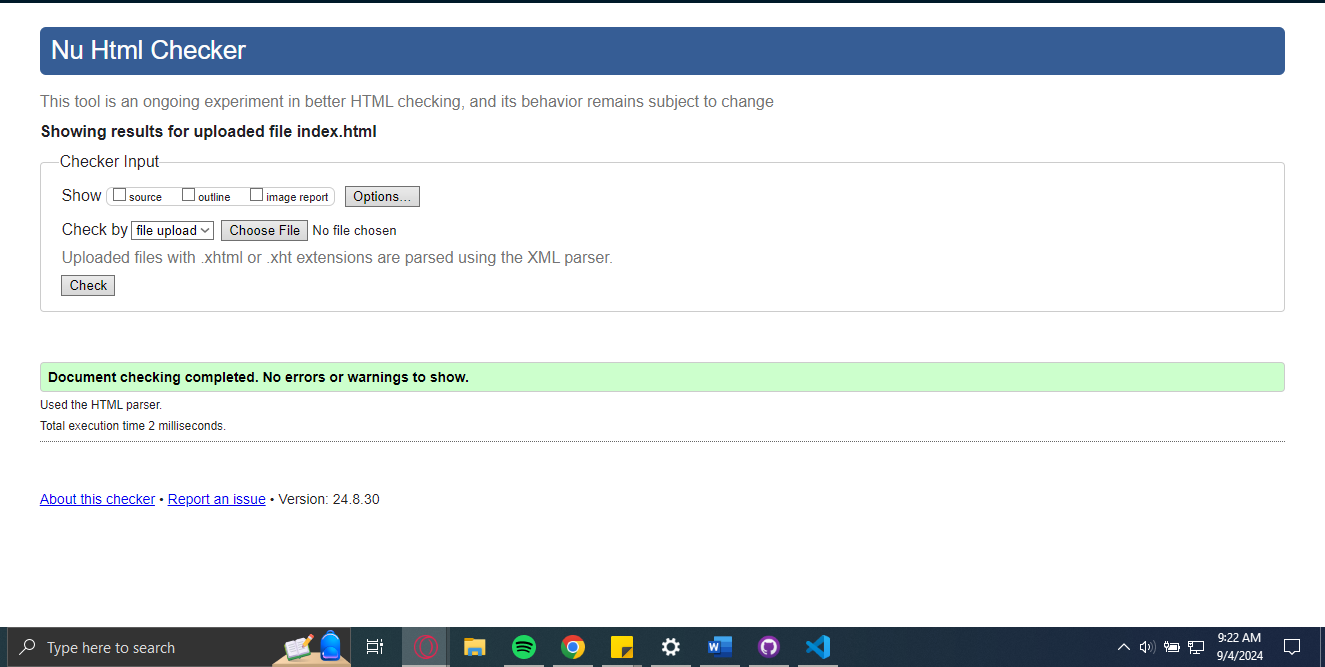 Nu Html Checker
This tool is an ongoing experiment in better HTML checking, and its behavior remains subject to change
Showing results for uploaded file index.html
Checker Input
Show source outline image report Options...
Check by file upload Choose File No file chosen
Uploaded files with .xhtml or .xht extensions are parsed using the XML parser.
Check
Document checking completed. No errors or warnings to show.
Used the HTML parser.
Total execution time 2 milliseconds.
About this checker • Report an issue • Version: 24.8.30
Type here to search
9:22 AM
9/4/2024